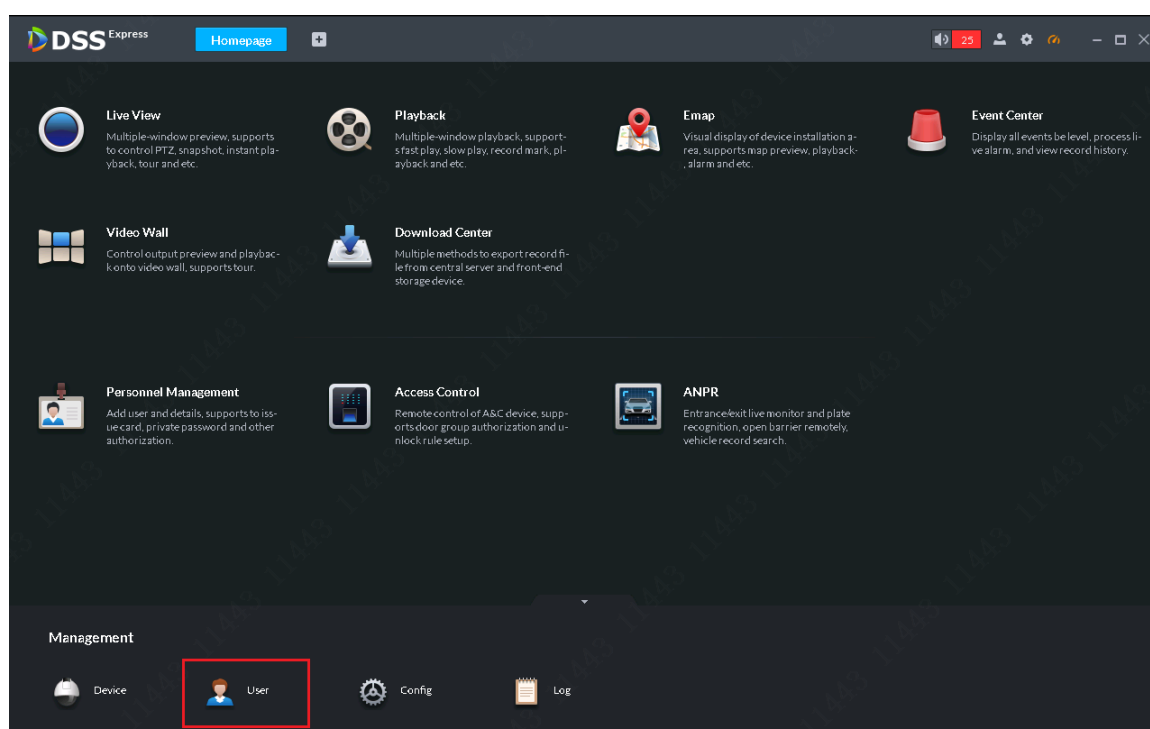 DSS Express
Homepage
25
Live View
Multiple-window preview, supports
to control PTZ, snapshot, instant pla-
yback, tour and etc.
Playback
Multiple-window playback, support-
s fast play, slow play, record mark, pl-
ayback and etc.
Emap
Visual display of device installation a-
rea, supports map preview, playback-
, alarm and etc.
Event Center
Display all events be level, process li-
ve alarm, and view record history.
Video Wall
Control output preview and playbac-
k onto video wall, supports tour.
Download Center
Multiple methods to export record fi-
le from central server and front-end
storage device.
Personnel Management
Add user and details, supports to iss-
ue card, private password and other
authorization.
Access Control
Remote control of A&C device, supp-
orts door group authorization and u-
nlock rule setup.
ANPR
Entrance/exit live monitor and plate
recognition, open barrier remotely,
vehicle record search.
Management
Device
User
Config
Log